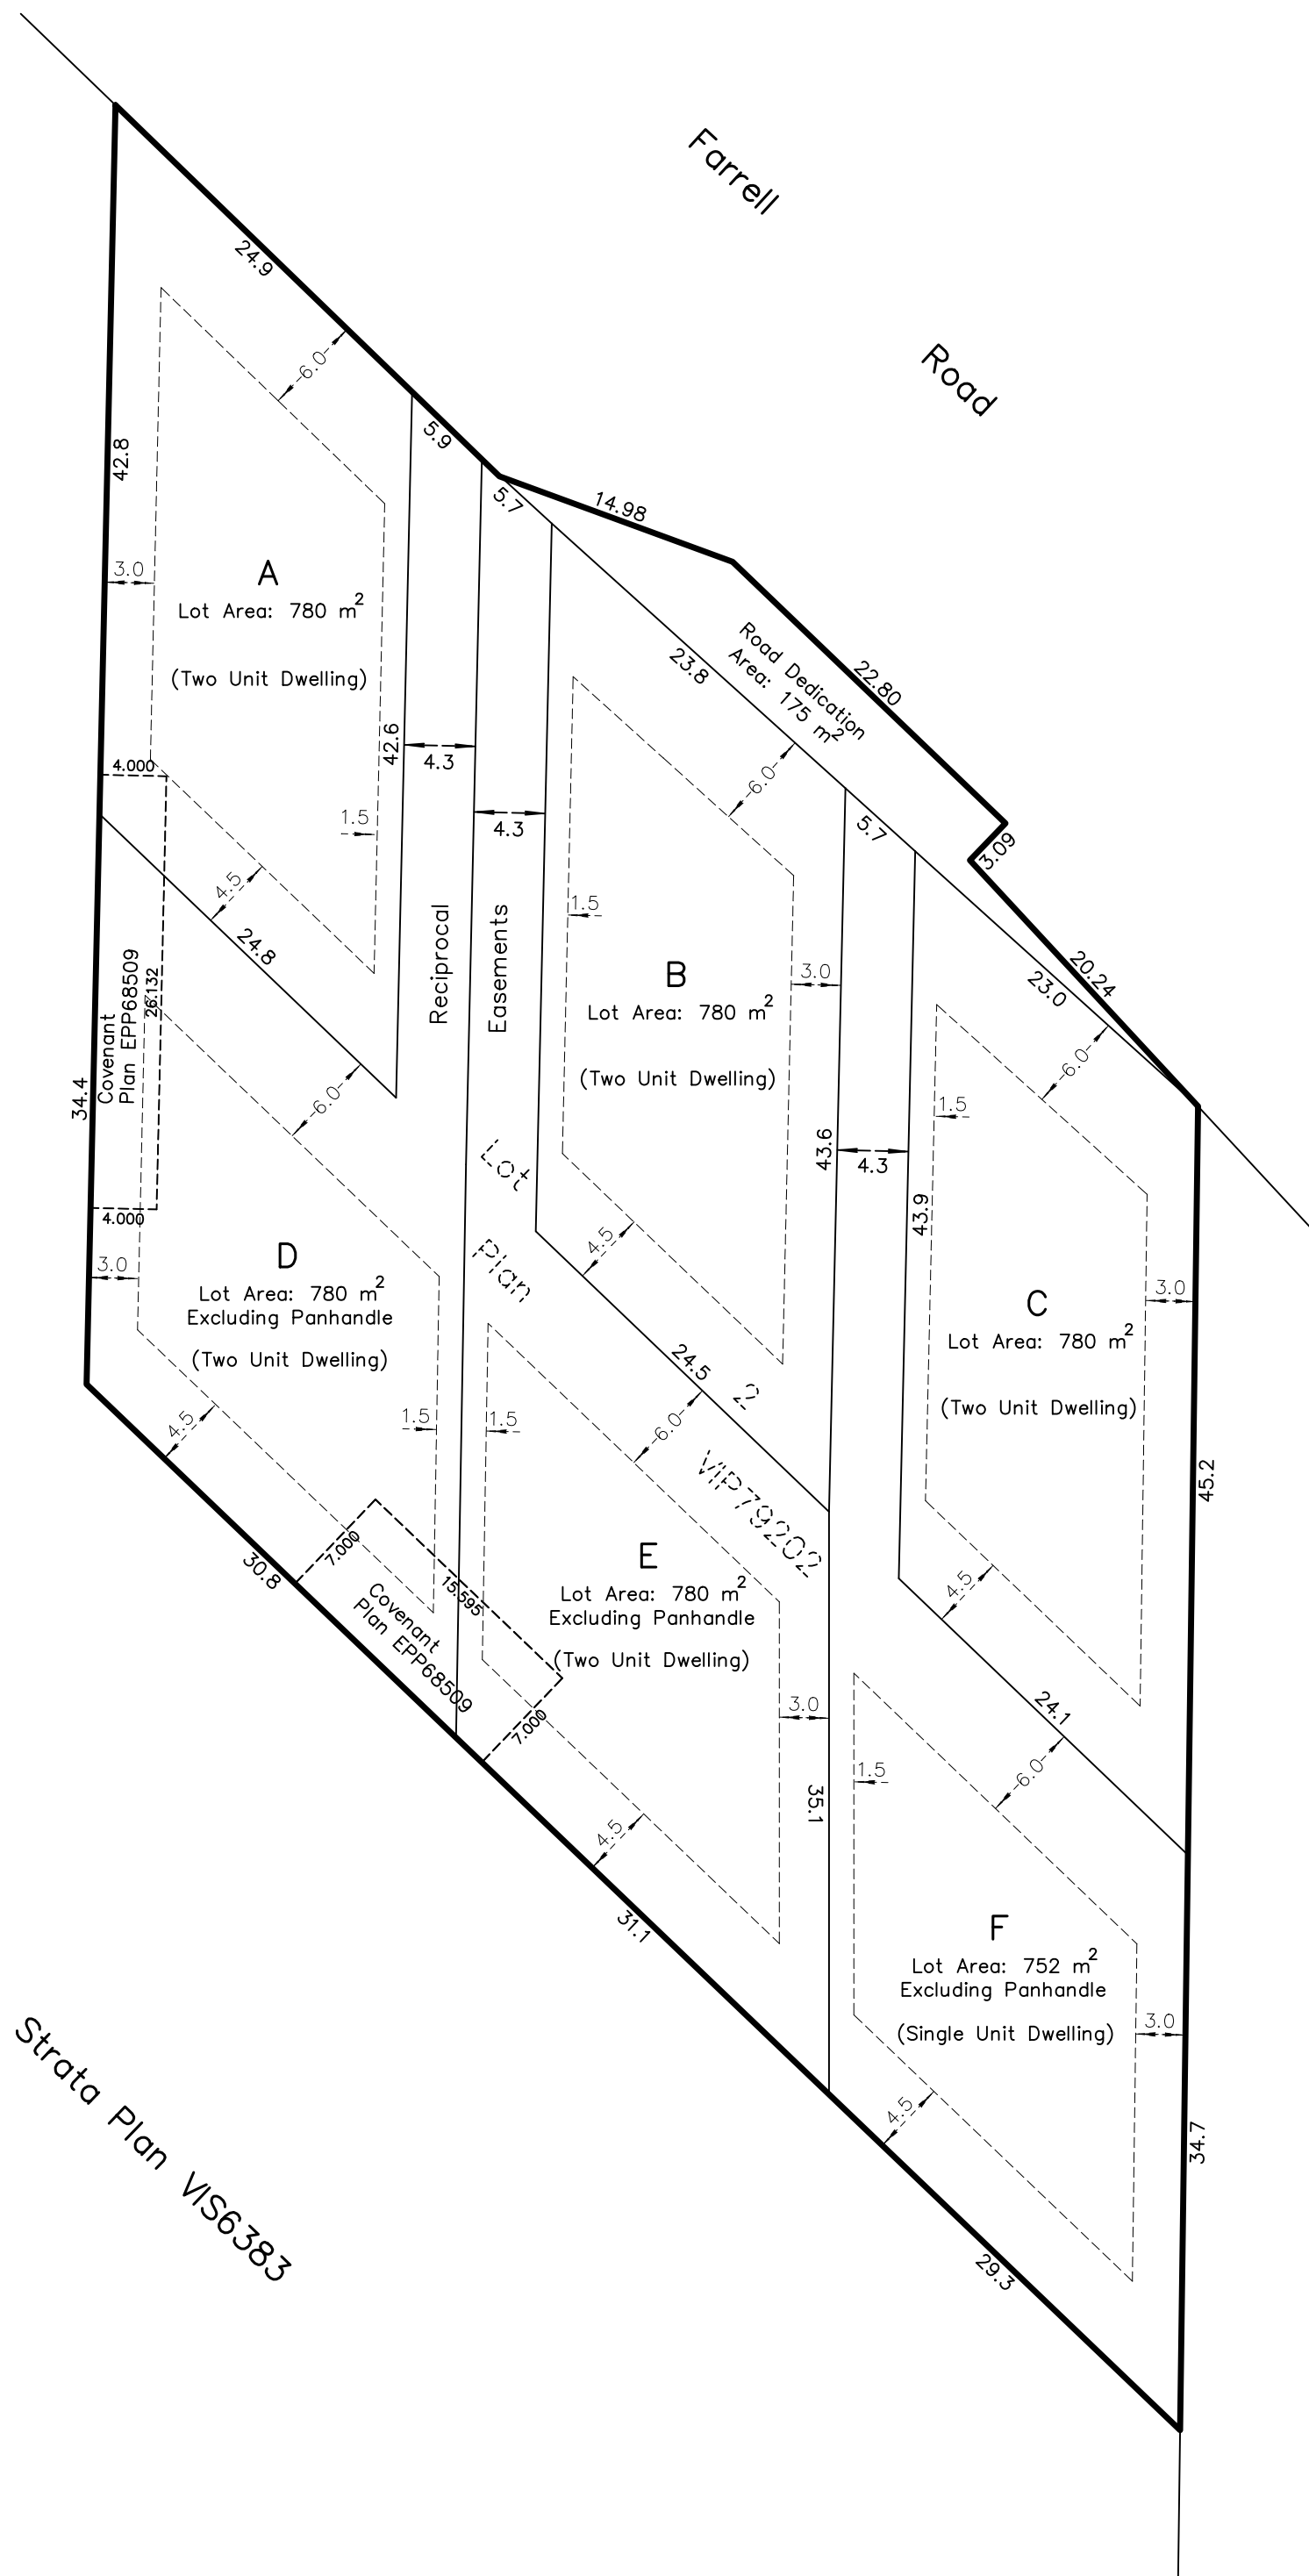 Farrell
Road
24.9
6.0
5.9
42.8
5.7
14.98
3.0
A
Lot Area: 780 m2
(Two Unit Dwelling)
Road Dedication
Area: 175 m2
22.80
23.8
42.6
4.3
4.000
6.0
1.5
4.3
5.7
3.09
4.5
24.8
1.5
Reciprocal
Easements
B
Lot Area: 780 m2
(Two Unit Dwelling)
3.0
20.24
23.0
Covenant
Plan EPP68509
26.132
34.4
6.0
6.0
1.5
43.6
4.3
43.9
4.000
Lot
2
Plan
VIP79202
4.5
3.0
D
Lot Area: 780 m2
Excluding Panhandle
(Two Unit Dwelling)
C
Lot Area: 780 m2
(Two Unit Dwelling)
3.0
4.5
1.5
1.5
24.5
6.0
45.2
30.8
7.000
15.595
Covenant
Plan EPP68509
7.000
E
Lot Area: 780 m2
Excluding Panhandle
(Two Unit Dwelling)
4.5
3.0
24.1
1.5
6.0
35.1
4.5
31.1
F
Lot Area: 752 m2
Excluding Panhandle
(Single Unit Dwelling)
3.0
4.5
34.7
29.3
Strata Plan VIS6383